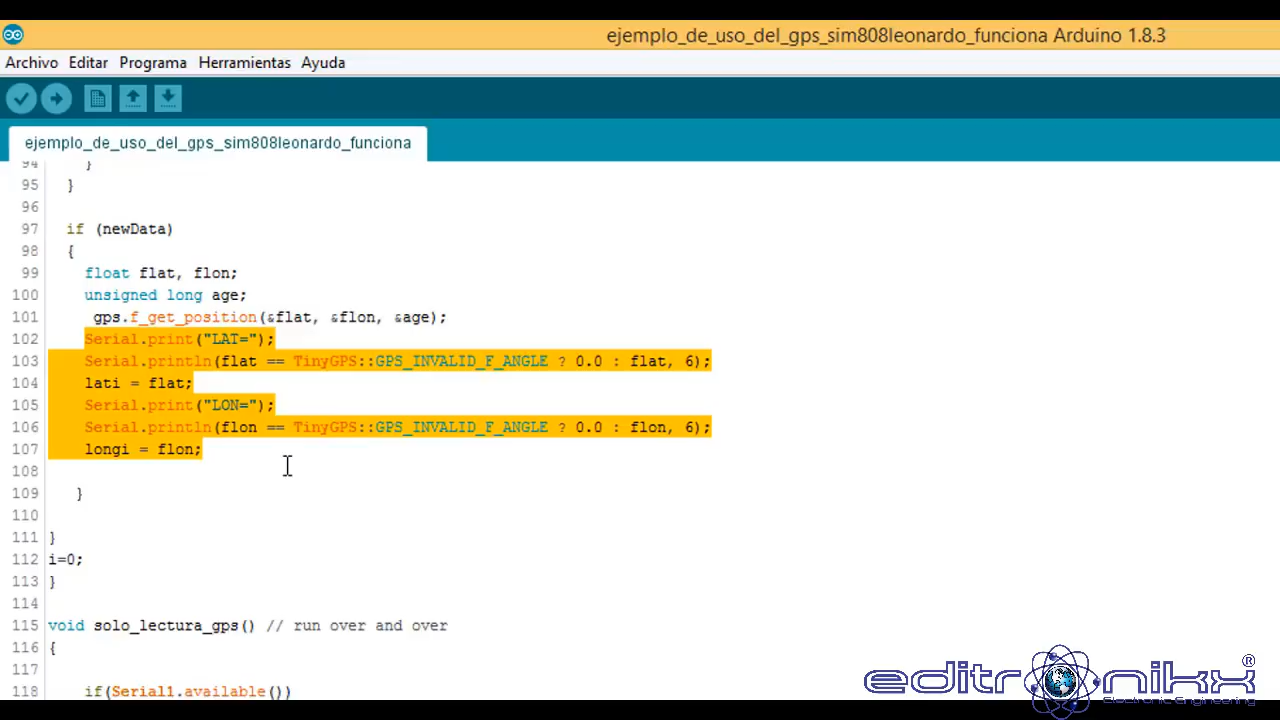 ejemplo_de_uso_del_gps_sim808leonardo_funciona Arduino 1.8.3
Archivo Editar Programa Herramientas Ayuda
ejemplo_de_uso_del_gps_sim808leonardo_funciona
94 }
95 }
96
97 if (newData)
98 {
99 float flat, flon;
100 unsigned long age;
101 gps.f_get_position(&flat, &flon, &age);
102 Serial.print("LAT=");
103 Serial.println(flat == TinyGPS::GPS_INVALID_F_ANGLE ? 0.0 : flat, 6);
104 lati = flat;
105 Serial.print("LON=");
106 Serial.println(flon == TinyGPS::GPS_INVALID_F_ANGLE ? 0.0 : flon, 6);
107 longi = flon;
108
109 }
110
111 }
112 i=0;
113 }
114
115 void solo_lectura_gps() // run over and over
116 {
117
118 if(Serial1.available())
editronikx®
Electronic Engineering